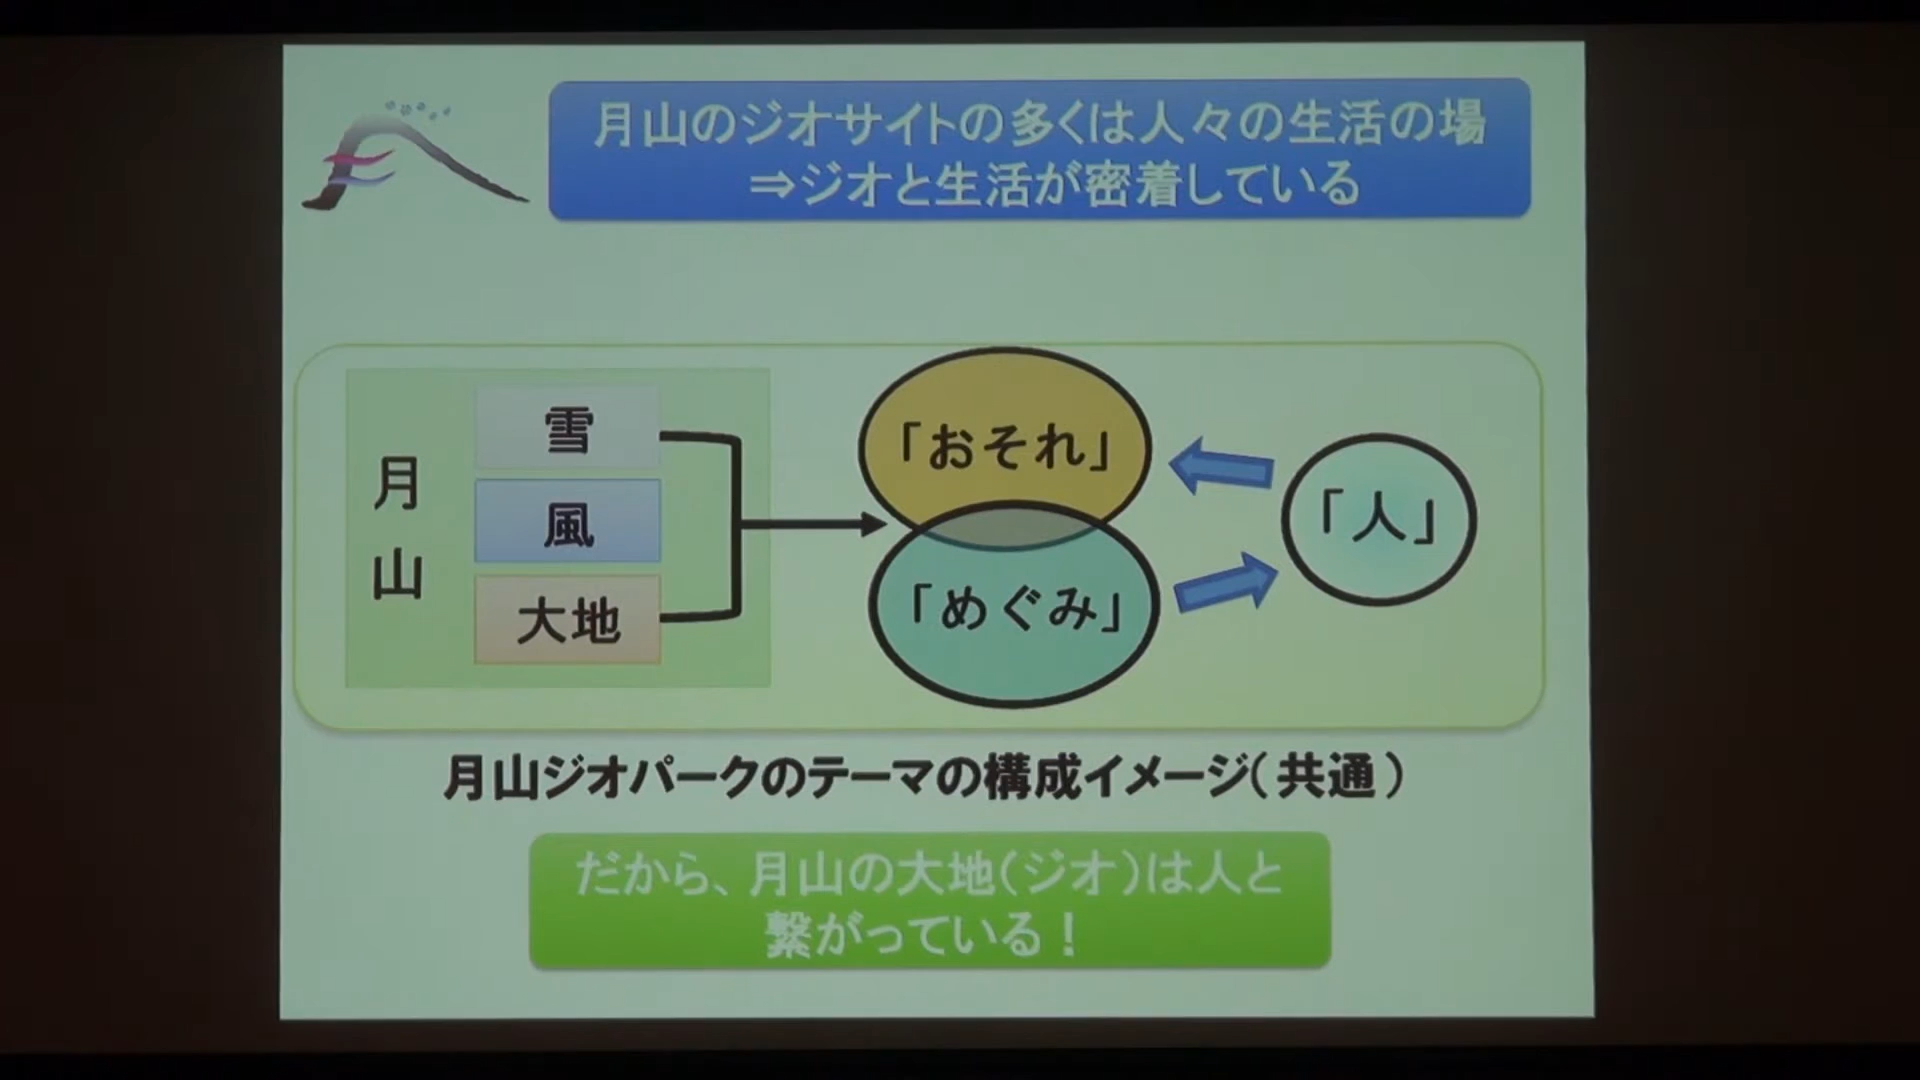 月山のジオサイトの多くは人々の生活の場
⇒ジオと生活が密着している
月山
雪
風
大地
「おそれ」
「めぐみ」
「人」
月山ジオパークのテーマの構成イメージ(共通)
だから、月山の大地(ジオ)は人と
繋がっている！